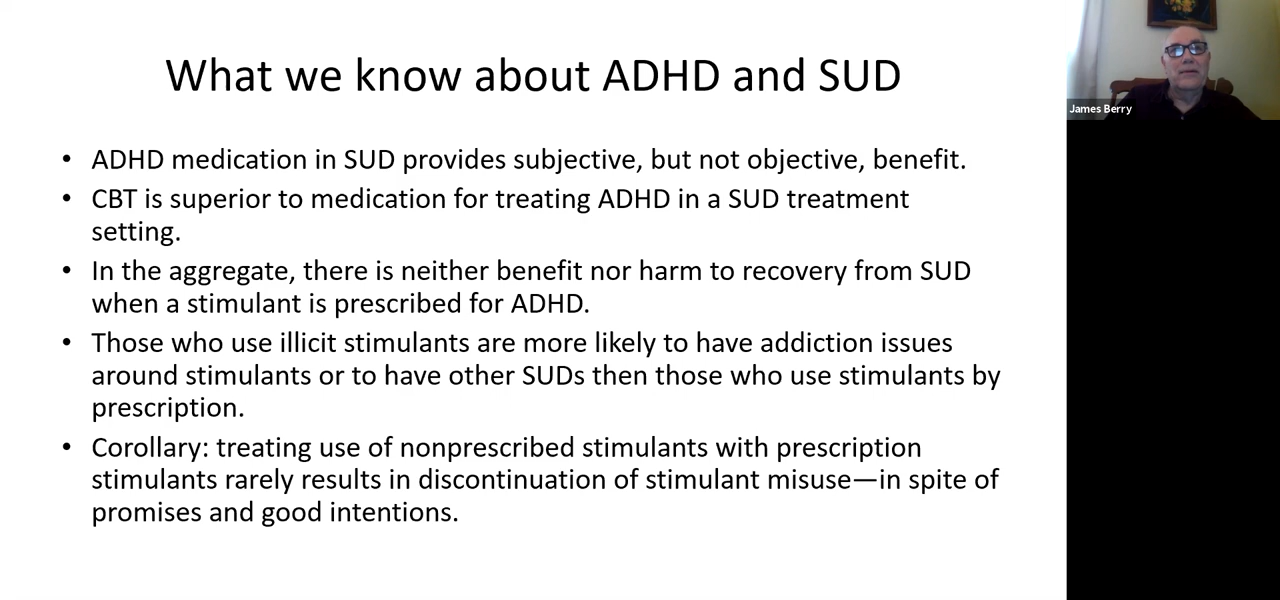 What we know about ADHD and SUD
• ADHD medication in SUD provides subjective, but not objective, benefit.
• CBT is superior to medication for treating ADHD in a SUD treatment
setting.
• In the aggregate, there is neither benefit nor harm to recovery from SUD
when a stimulant is prescribed for ADHD.
• Those who use illicit stimulants are more likely to have addiction issues
around stimulants or to have other SUDs then those who use stimulants by
prescription.
• Corollary: treating use of nonprescribed stimulants with prescription
stimulants rarely results in discontinuation of stimulant misuse—in spite of
promises and good intentions.
James Berry